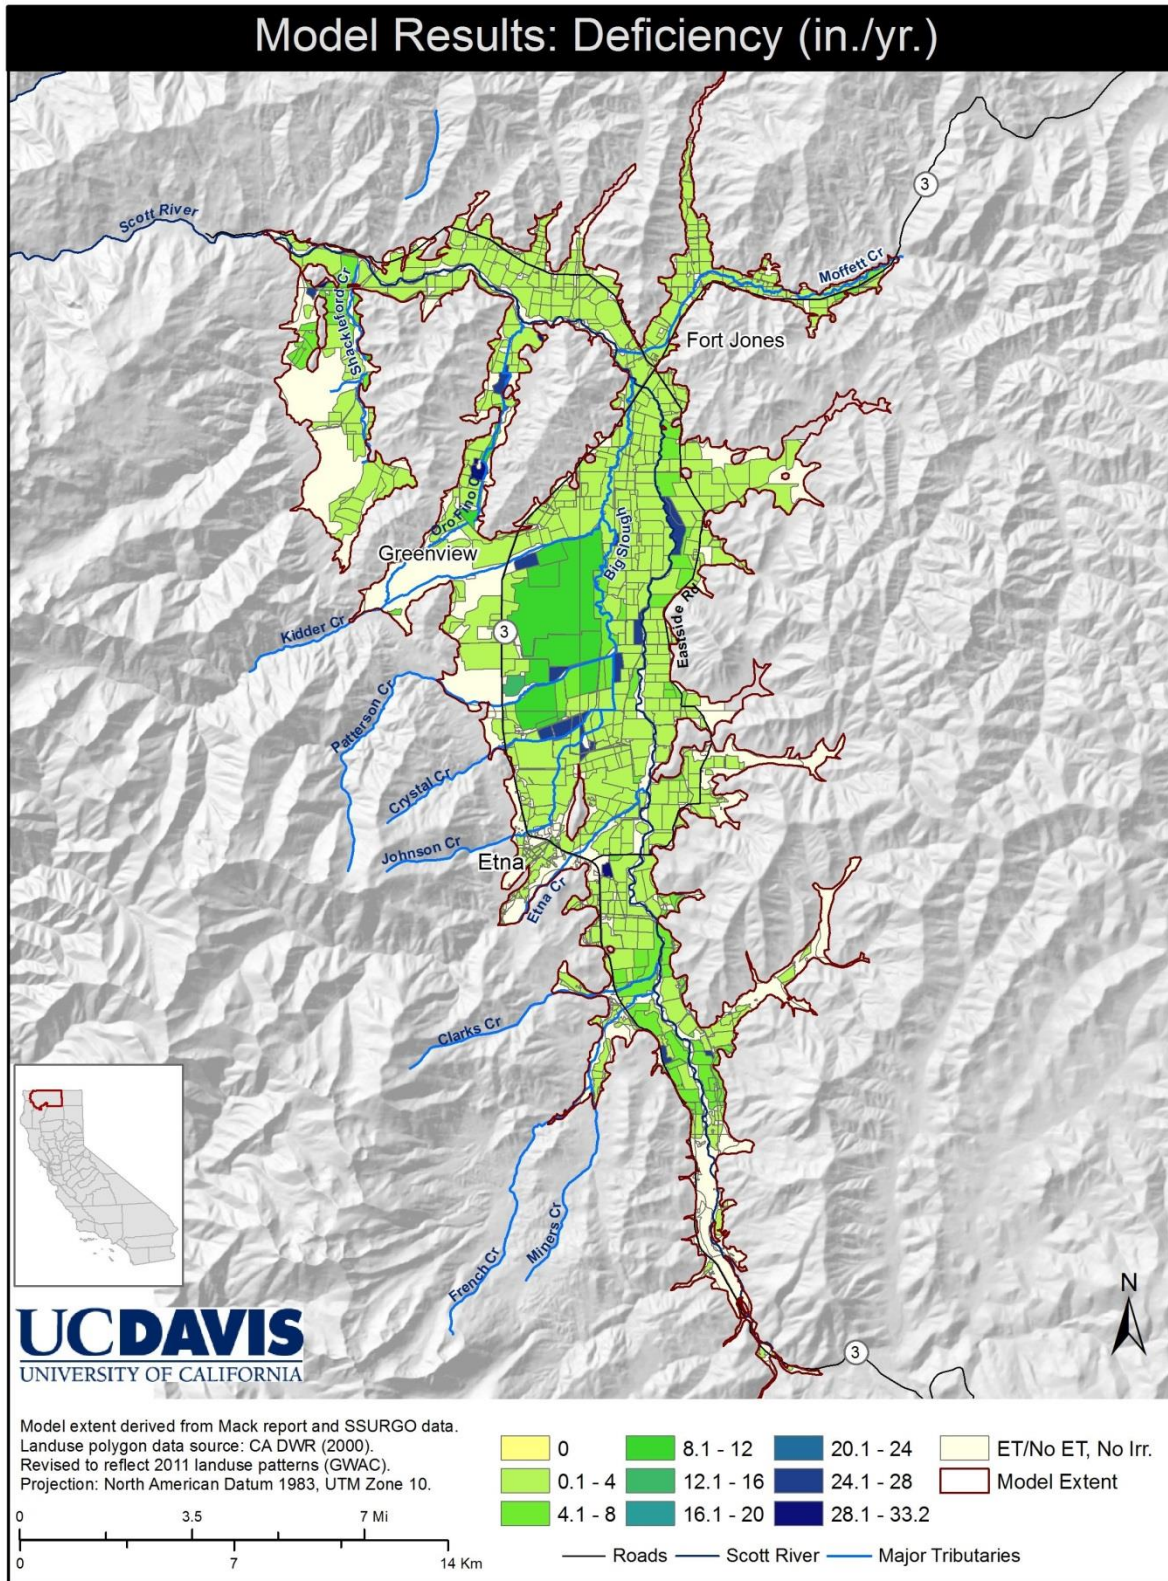 Model Results: Deficiency (in./yr.)
3
Scott River
Moffett Cr
Shackleford Cr
Fort Jones
Oro Fino Cr
Greenview
Big Slough
3
Eastside Rd
Kidder Cr
Patterson Cr
Crystal Cr
Johnson Cr
Etna
Etna Cr
Clarks Cr
Miners Cr
French Cr
N
3
UCDAVIS
UNIVERSITY OF CALIFORNIA
Model extent derived from Mack report and SSURGO data.
Landuse polygon data source: CA DWR (2000).
Revised to reflect 2011 landuse patterns (GWAC).
Projection: North American Datum 1983, UTM Zone 10.
0 3.5 7 Mi
0 7 14 Km
0 8.1 - 12 20.1 - 24 ET/No ET, No Irr.
0.1 - 4 12.1 - 16 24.1 - 28 Model Extent
4.1 - 8 16.1 - 20 28.1 - 33.2
Roads Scott River Major Tributaries